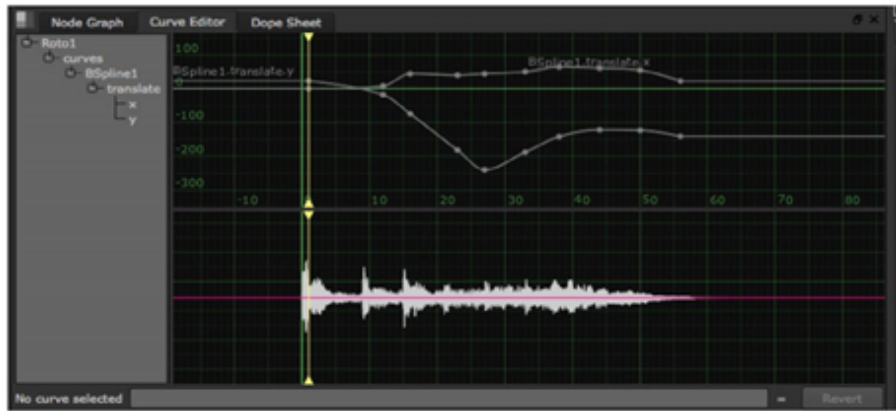 Node Graph Curve Editor Dope Sheet
Roto1
curves
BSpline1
translate
x
y
100
BSpline1.translate.y
BSpline1.translate.x
0
-100
-200
-300
-10 10 20 30 40 50 60 70 80
No curve selected = Revert